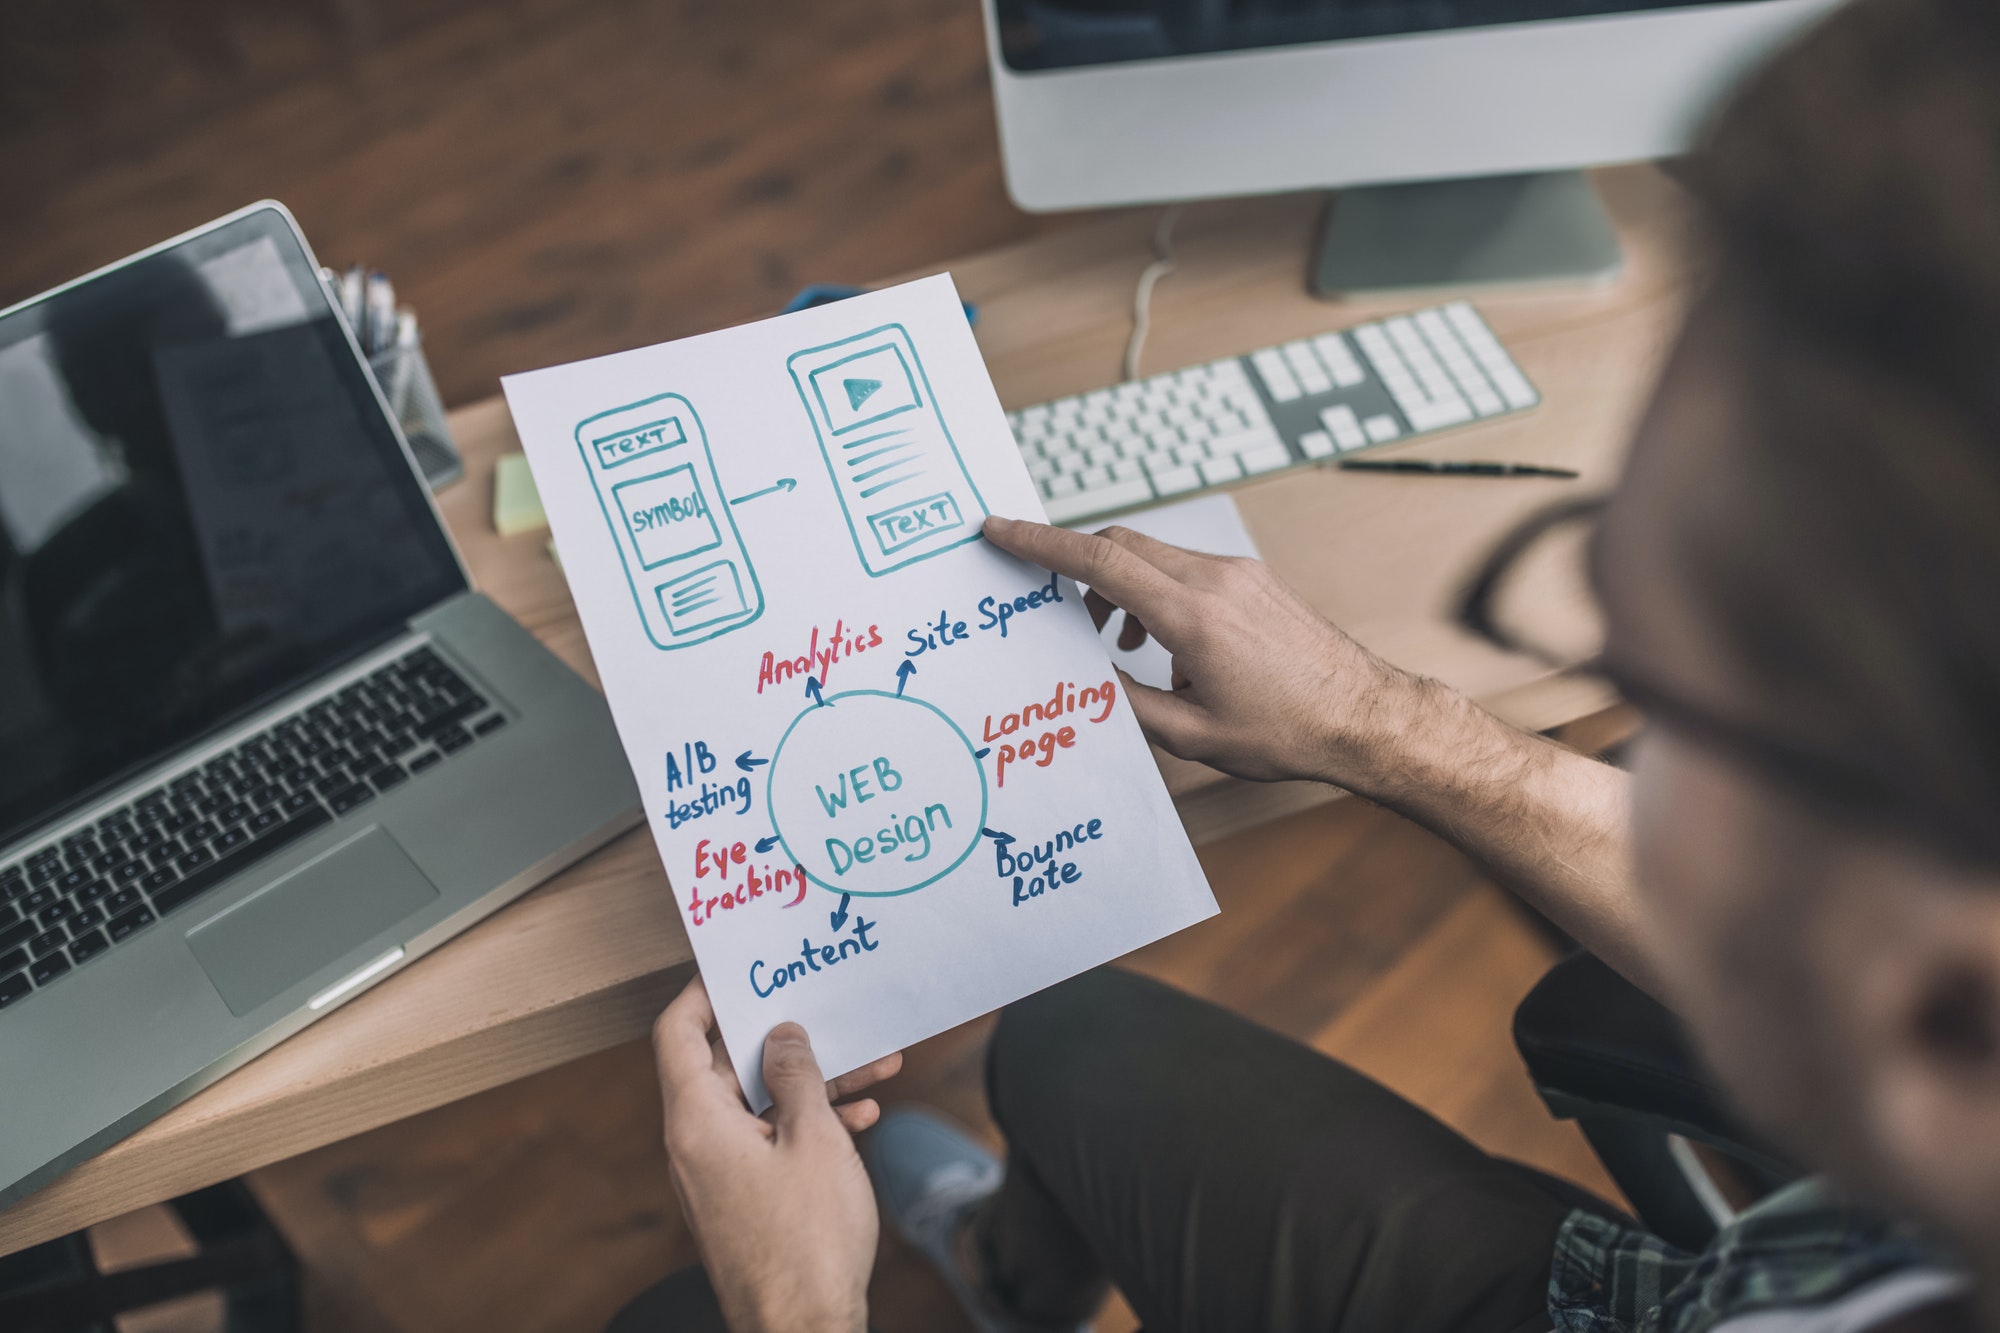 TEXT
SYMBOL
TEXT
Analytics
Site Speed
A/B
testing
Landing
page
WEB
Design
Eye
tracking
Bounce
Rate
Content